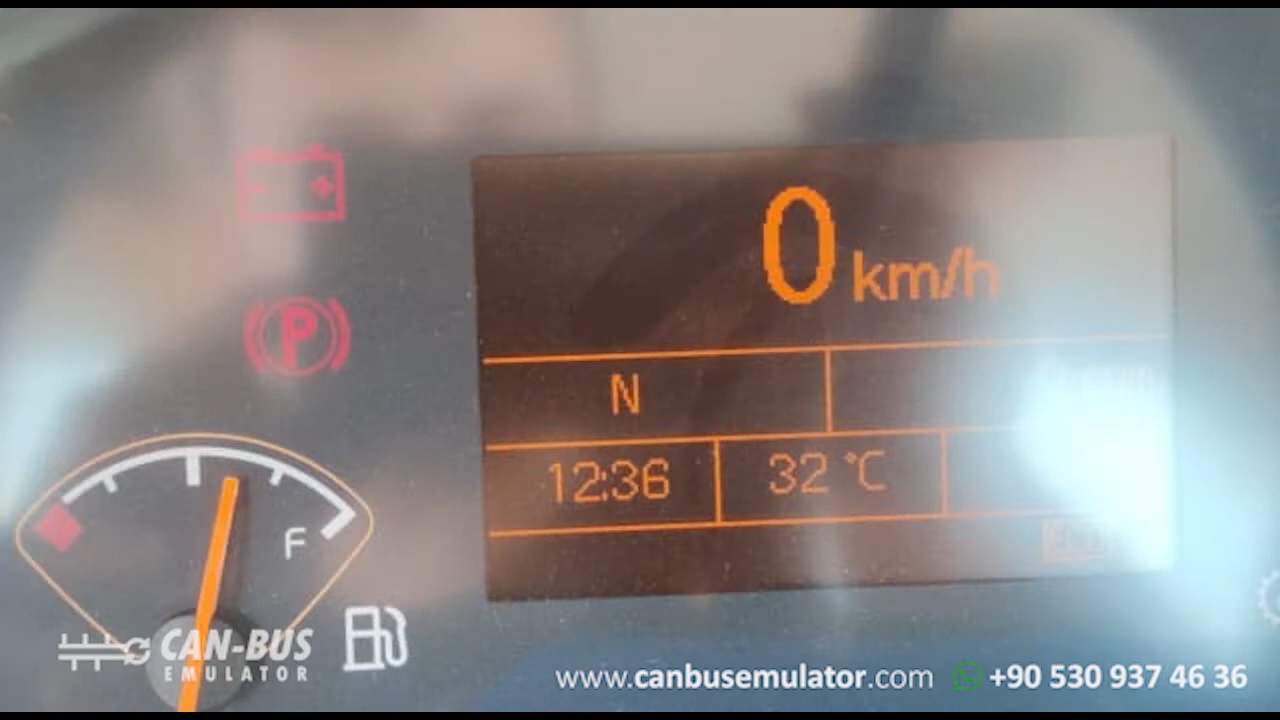 0 km/h
N
12:36 32 °C
P
F
CAN-BUS
EMULATOR
www.canbusemulator.com +90 530 937 46 36